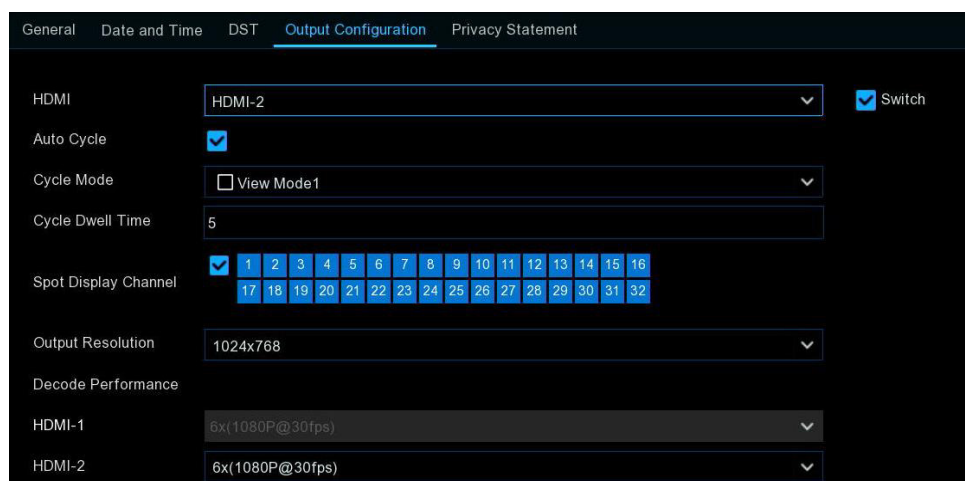 General Date and Time DST Output Configuration Privacy Statement
HDMI HDMI-2 Switch
Auto Cycle
Cycle Mode View Mode1
Cycle Dwell Time 5
1 2 3 4 5 6 7 8 9 10 11 12 13 14 15 16
Spot Display Channel
17 18 19 20 21 22 23 24 25 26 27 28 29 30 31 32
Output Resolution 1024x768
Decode Performance
HDMI-1 6x(1080P@30fps)
HDMI-2 6x(1080P@30fps)